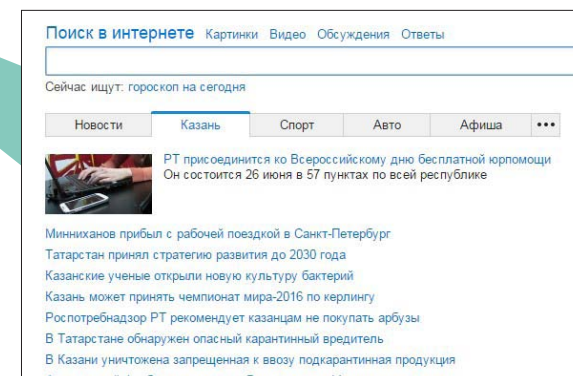 Поиск в интернете Картинки Видео Обсуждения Ответы
Сейчас ищут: гороскоп на сегодня
Новости Казань Спорт Авто Афиша •••
РТ присоединится ко Всероссийскому дню бесплатной юрпомощи
Он состоится 26 июня в 57 пунктах по всей республике
Минниханов прибыл с рабочей поездкой в Санкт-Петербург
Татарстан принял стратегию развития до 2030 года
Казанские ученые открыли новую культуру бактерий
Казань может принять чемпионат мира-2016 по керлингу
Роспотребнадзор РТ рекомендует казанцам не покупать арбузы
В Татарстане обнаружен опасный карантинный вредитель
В Казани уничтожена запрещенная к ввозу подкарантинная продукция